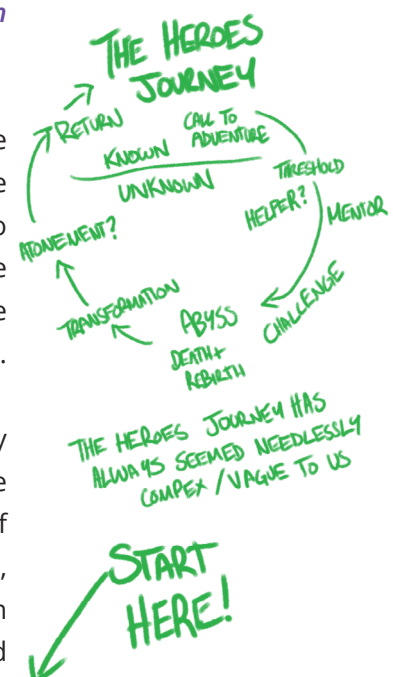 n
THE HEROES
JOURNEY
CALL TO
ADVENTURE
THRESHOLD
HELPER?
MENTOR
CHALLENGE
ABYSS
DEATH+
REBIRTH
TRANSFORMATION
ATONEMENT?
RETURN
KNOWN
UNKNOWN
e
e
o
e
e
.
y
e
f
,
n
d
THE HEROES JOURNEY HAS
ALWAYS SEEMED NEEDLESSLY
COMPEX / VAGUE TO US
START
HERE!